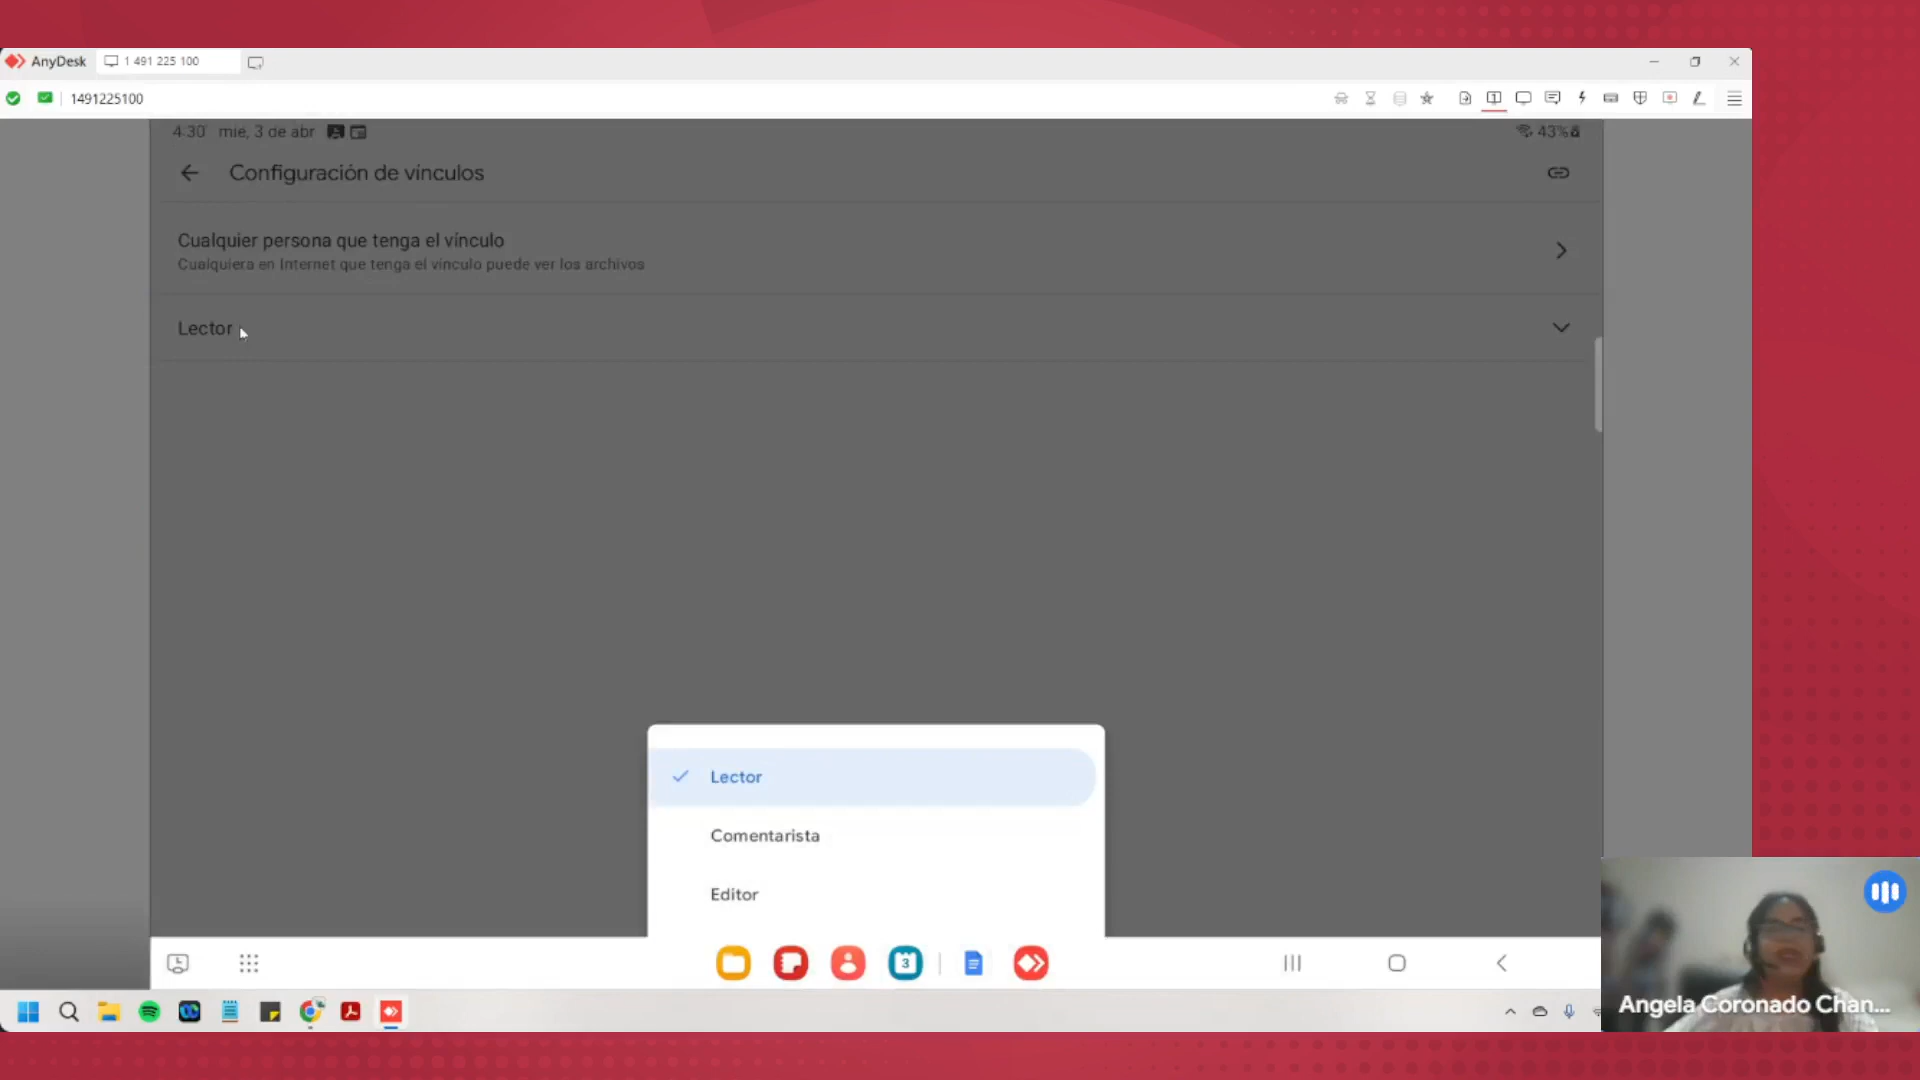 AnyDesk
1 491 225 100
1491225100
4:30 mié, 3 de abr
43%
Configuración de vínculos
Cualquier persona que tenga el vínculo
Cualquiera en Internet que tenga el vínculo puede ver los archivos
Lector
Lector
Comentarista
Editor
3
Angela Coronado Chan...